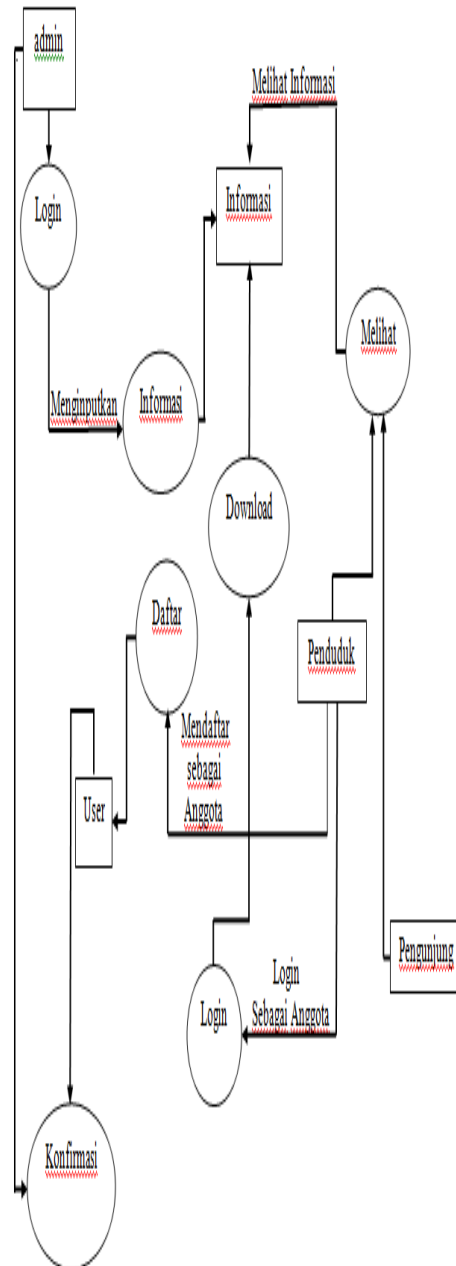 admin
Melihat Informasi
Login
Informasi
Melihat
Menginputkan
Informasi
Download
Daftar
Penduduk
Mendaftar
sebagai
Anggota
User
Pengunjung
Login
Login
Sebagai Anggota
Konfirmasi